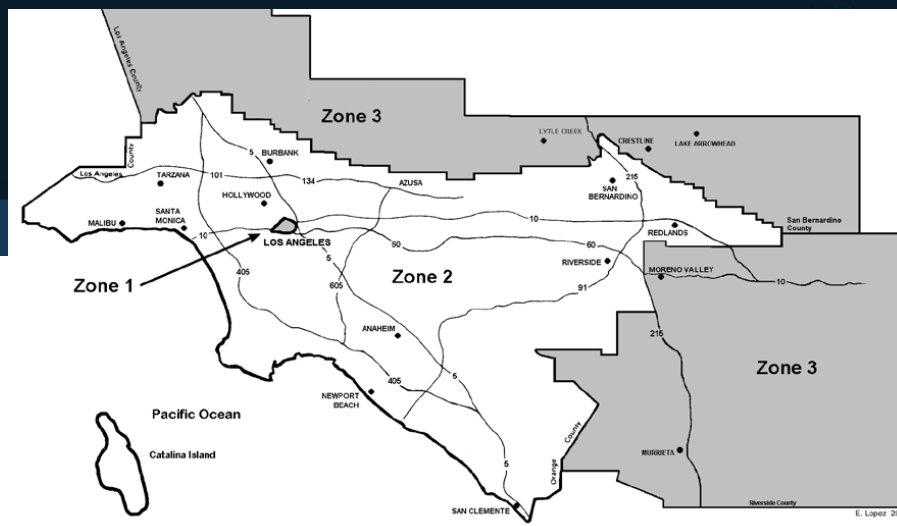 Los Angeles County
Zone 3
LYTLE CREEK
CRESTLINE
LAKE ARROWHEAD
5
BURBANK
County
Los Angeles
TARZANA
101
134
AZUSA
215
SAN
BERNARDINO
HOLLYWOOD
MALIBU
SANTA
MONICA
10
LOS ANGELES
10
REDLANDS
San Bernardino
County
60
60
RIVERSIDE
MORENO VALLEY
10
Zone 1
405
5
Zone 2
605
91
ANAHEIM
215
Zone 3
405
5
NEWPORT
BEACH
Pacific Ocean
Catalina Island
County
Orange
5
MURRIETA
SAN CLEMENTE
Riverside County
E. Lopez